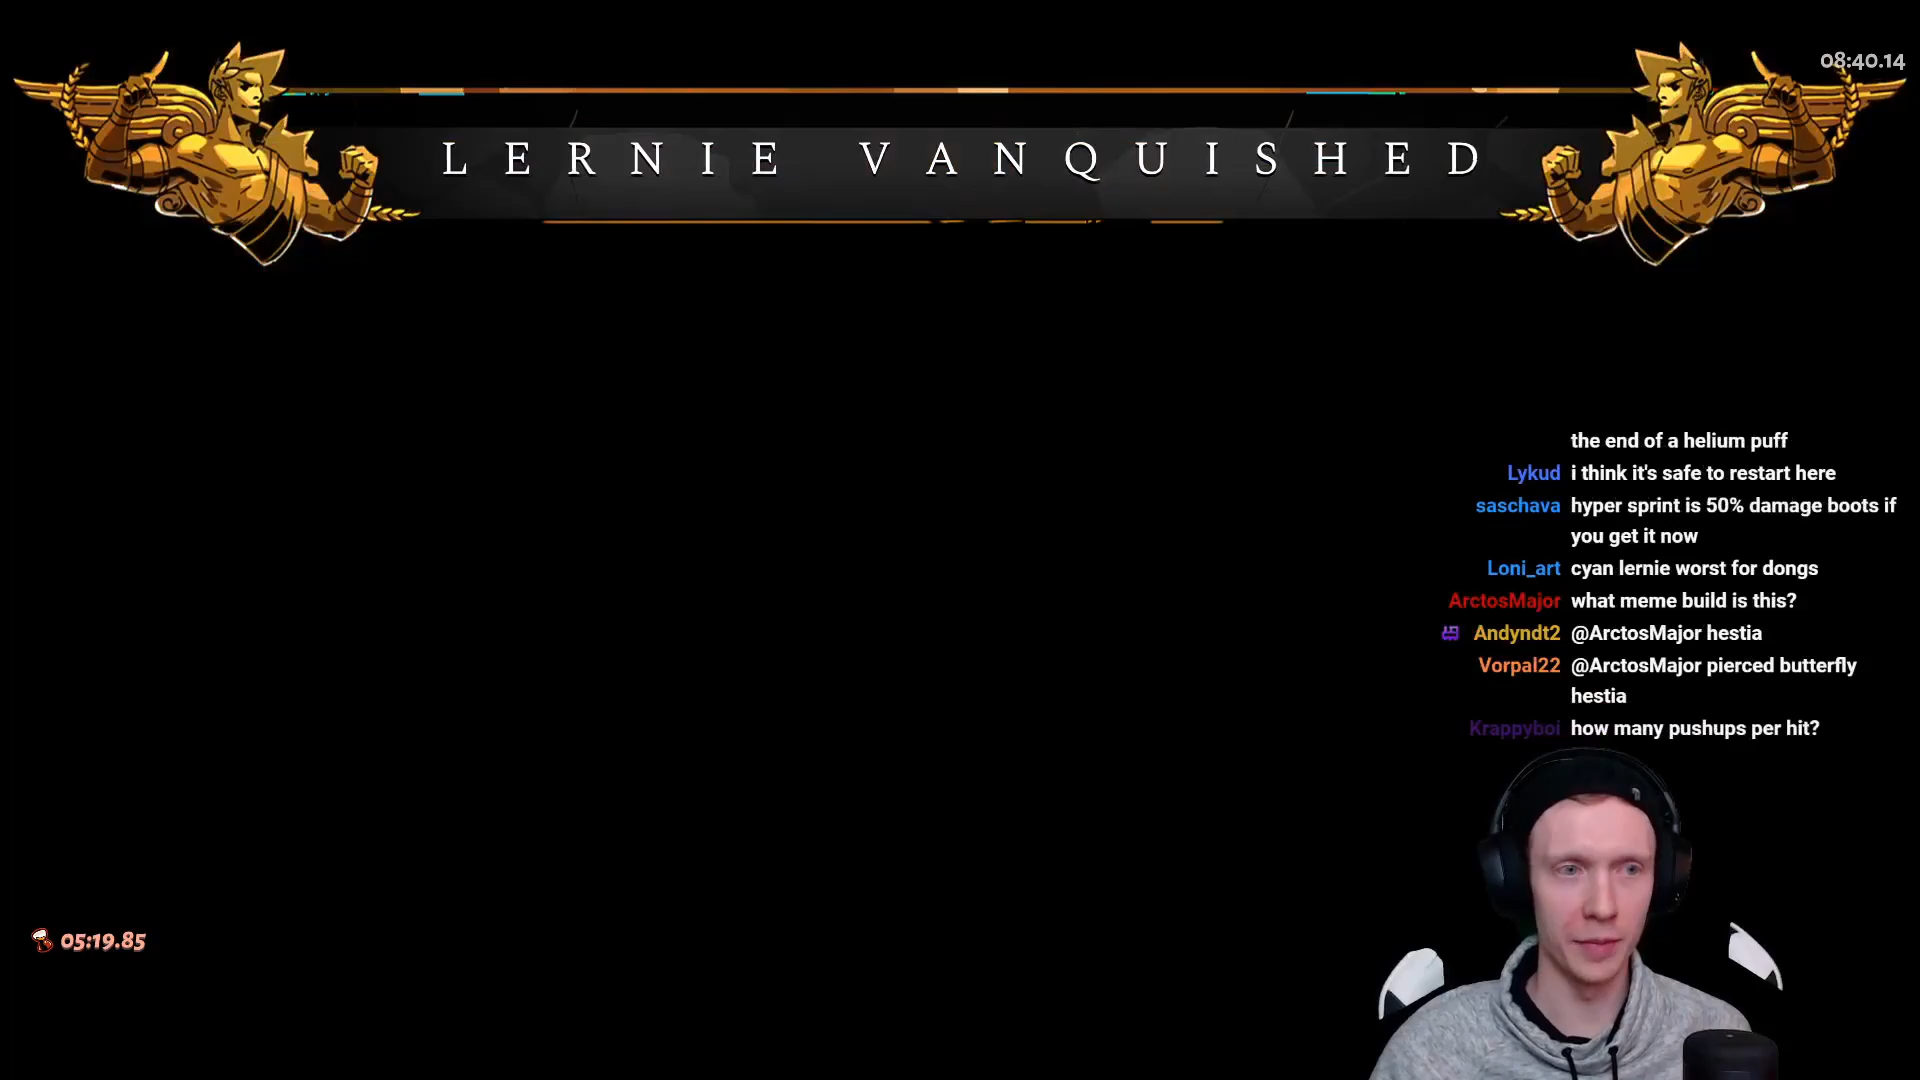 08:40.14
LERNIE VANQUISHED
the end of a helium puff
Lykud i think it's safe to restart here
saschava hyper sprint is 50% damage boots if
you get it now
Loni_art cyan lernie worst for dongs
ArctosMajor what meme build is this?
Andyndt2 @ArctosMajor hestia
Vorpal22 @ArctosMajor pierced butterfly
hestia
Krappyboi how many pushups per hit?
05:19.85